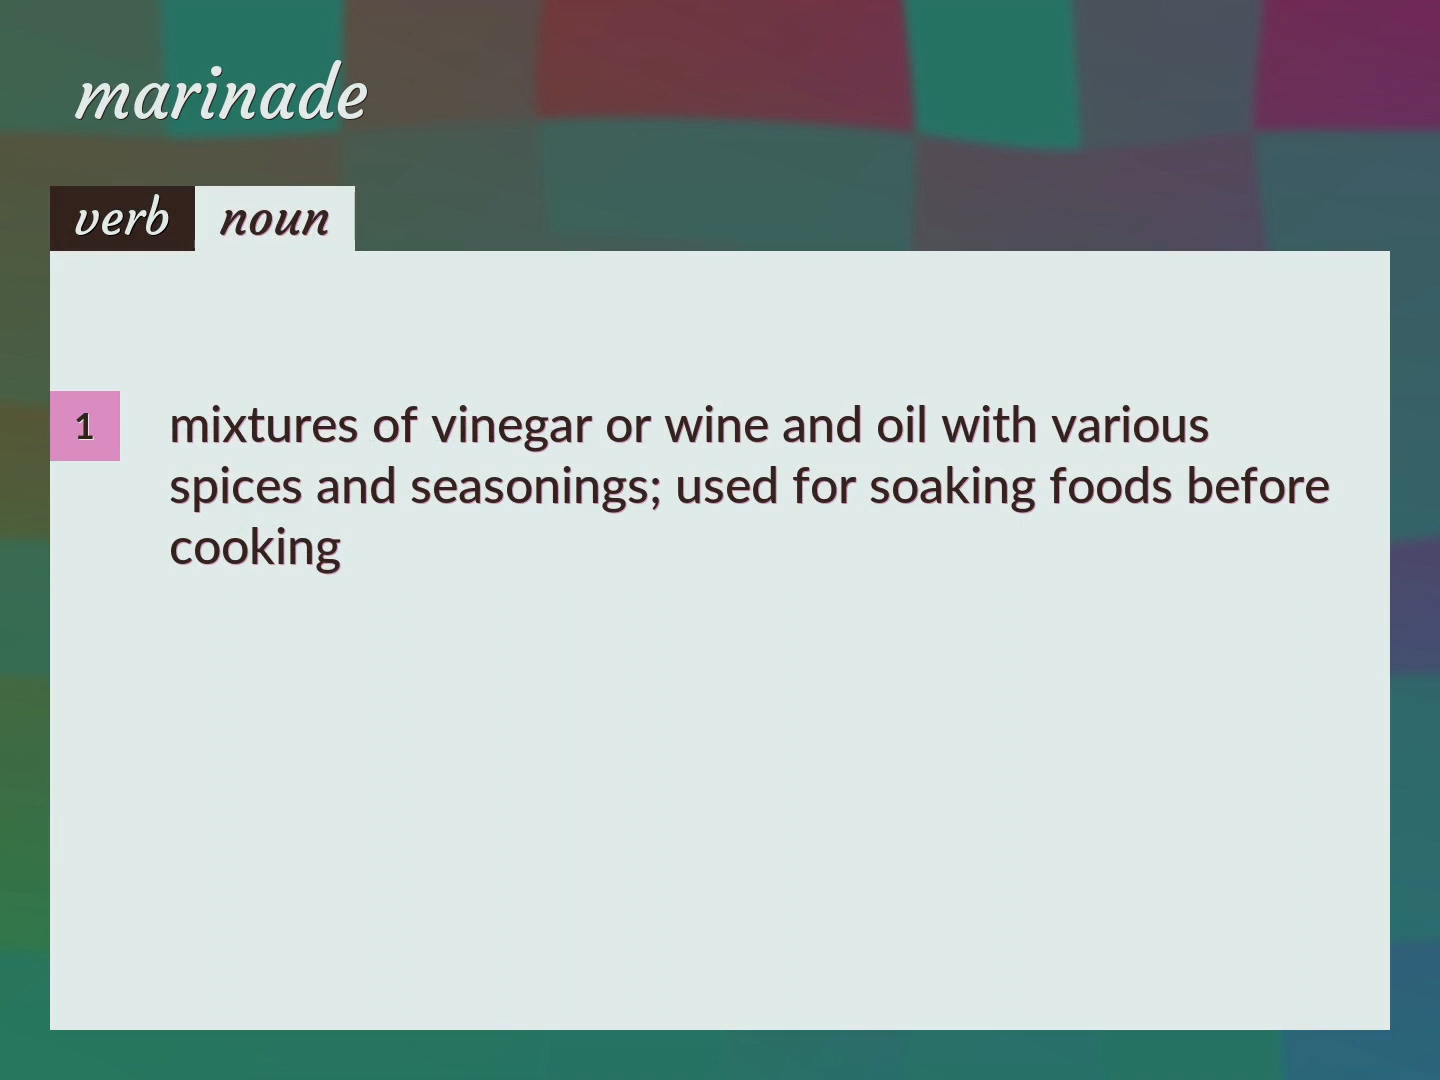 marinade
verb noun
1 mixtures of vinegar or wine and oil with various
spices and seasonings; used for soaking foods before
cooking